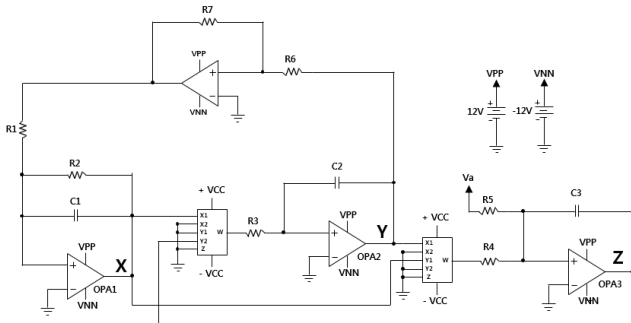 R7
VPP
+
−
VNN
R6
VPP
VNN
12V
+
−
-12V
+
−
R1
R2
C1
+
−
VPP
VNN
OPA1
X
+ VCC
X1
X2
Y1
Y2
Z
W
- VCC
R3
C2
+
−
VPP
VNN
OPA2
Y
+ VCC
X1
X2
Y1
Y2
Z
W
- VCC
Va
R5
R4
C3
+
−
VPP
VNN
OPA3
Z